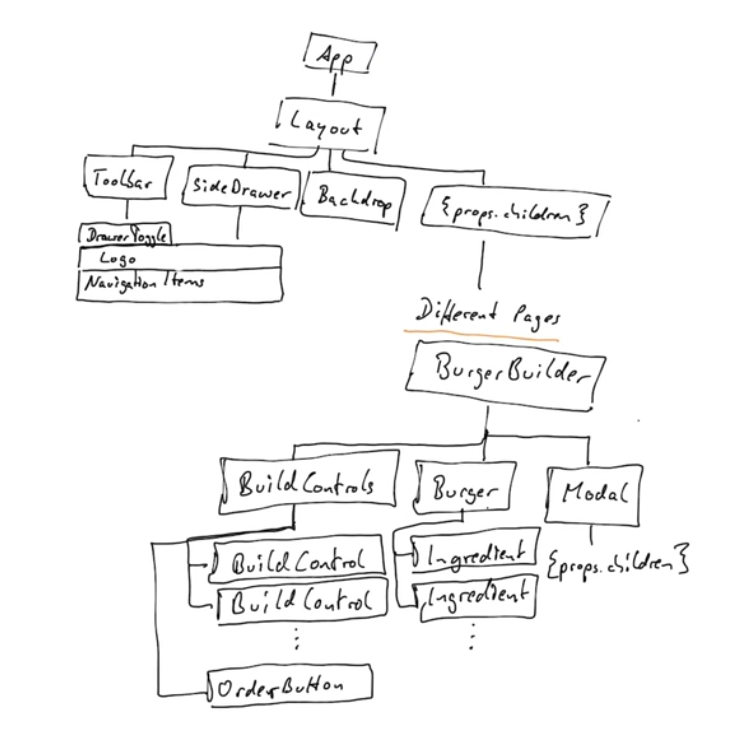 App
Layout
Toolbar
SideDrawer
Backdrop
{props.children}
DrawerToggle
Logo
Navigation Items
Different Pages
BurgerBuilder
BuildControls
Burger
Modal
BuildControl
Ingredient
{props.children}
BuildControl
Ingredient
⋮
⋮
OrderButton